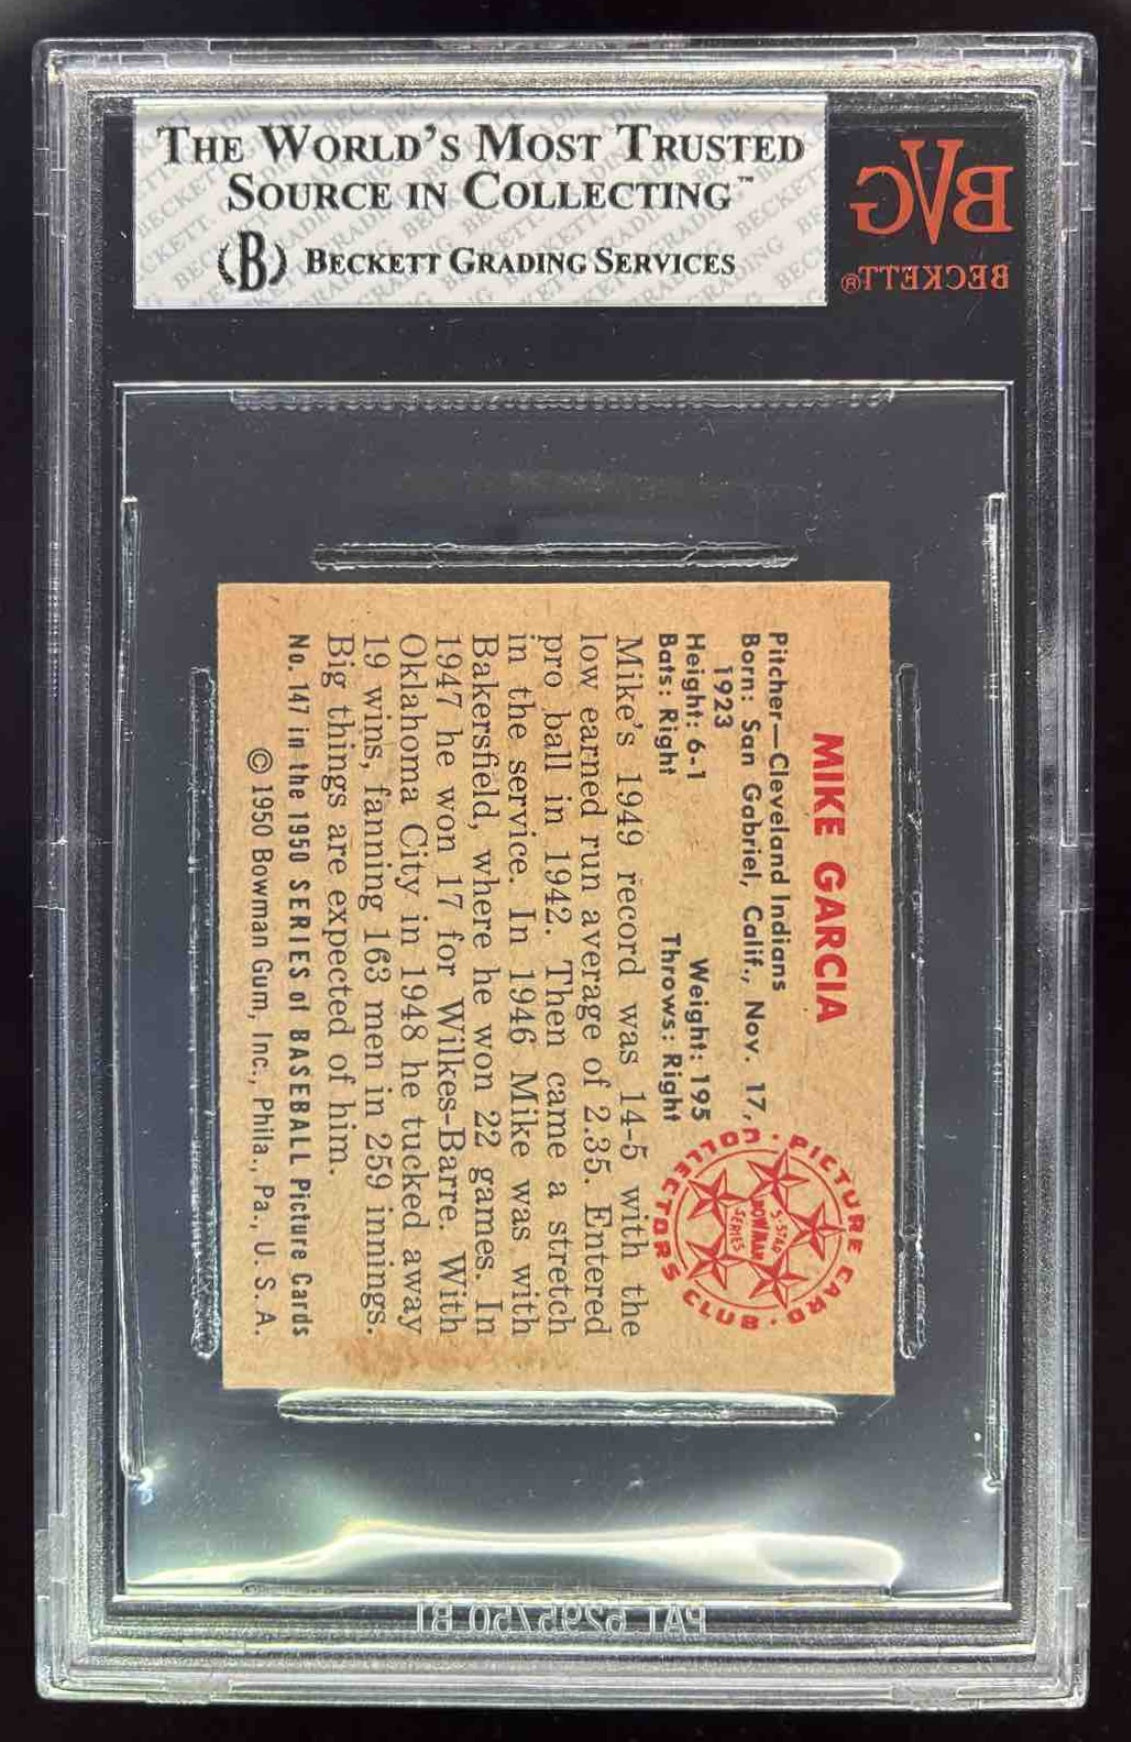 THE WORLD'S MOST TRUSTED
SOURCE IN COLLECTING™
(B) BECKETT GRADING SERVICES
BVG
BECKETT®
MIKE GARCIA
Pitcher—Cleveland Indians
Born: San Gabriel, Calif., Nov. 17,
1923
Height: 6-1 Weight: 195
Bats: Right Throws: Right
PICTURE CARD • COLLECTORS CLUB •
5-STAR
BOWMAN
SERIES
Mike's 1949 record was 14-5 with the
low earned run average of 2.35. Entered
pro ball in 1942. Then came a stretch
in the service. In 1946 Mike was with
Bakersfield, where he won 22 games. In
1947 he won 17 for Wilkes-Barre. With
Oklahoma City in 1948 he tucked away
19 wins, fanning 163 men in 259 innings.
Big things are expected of him.
No. 147 in the 1950 SERIES of BASEBALL Picture Cards
© 1950 Bowman Gum, Inc., Phila., Pa., U. S. A.